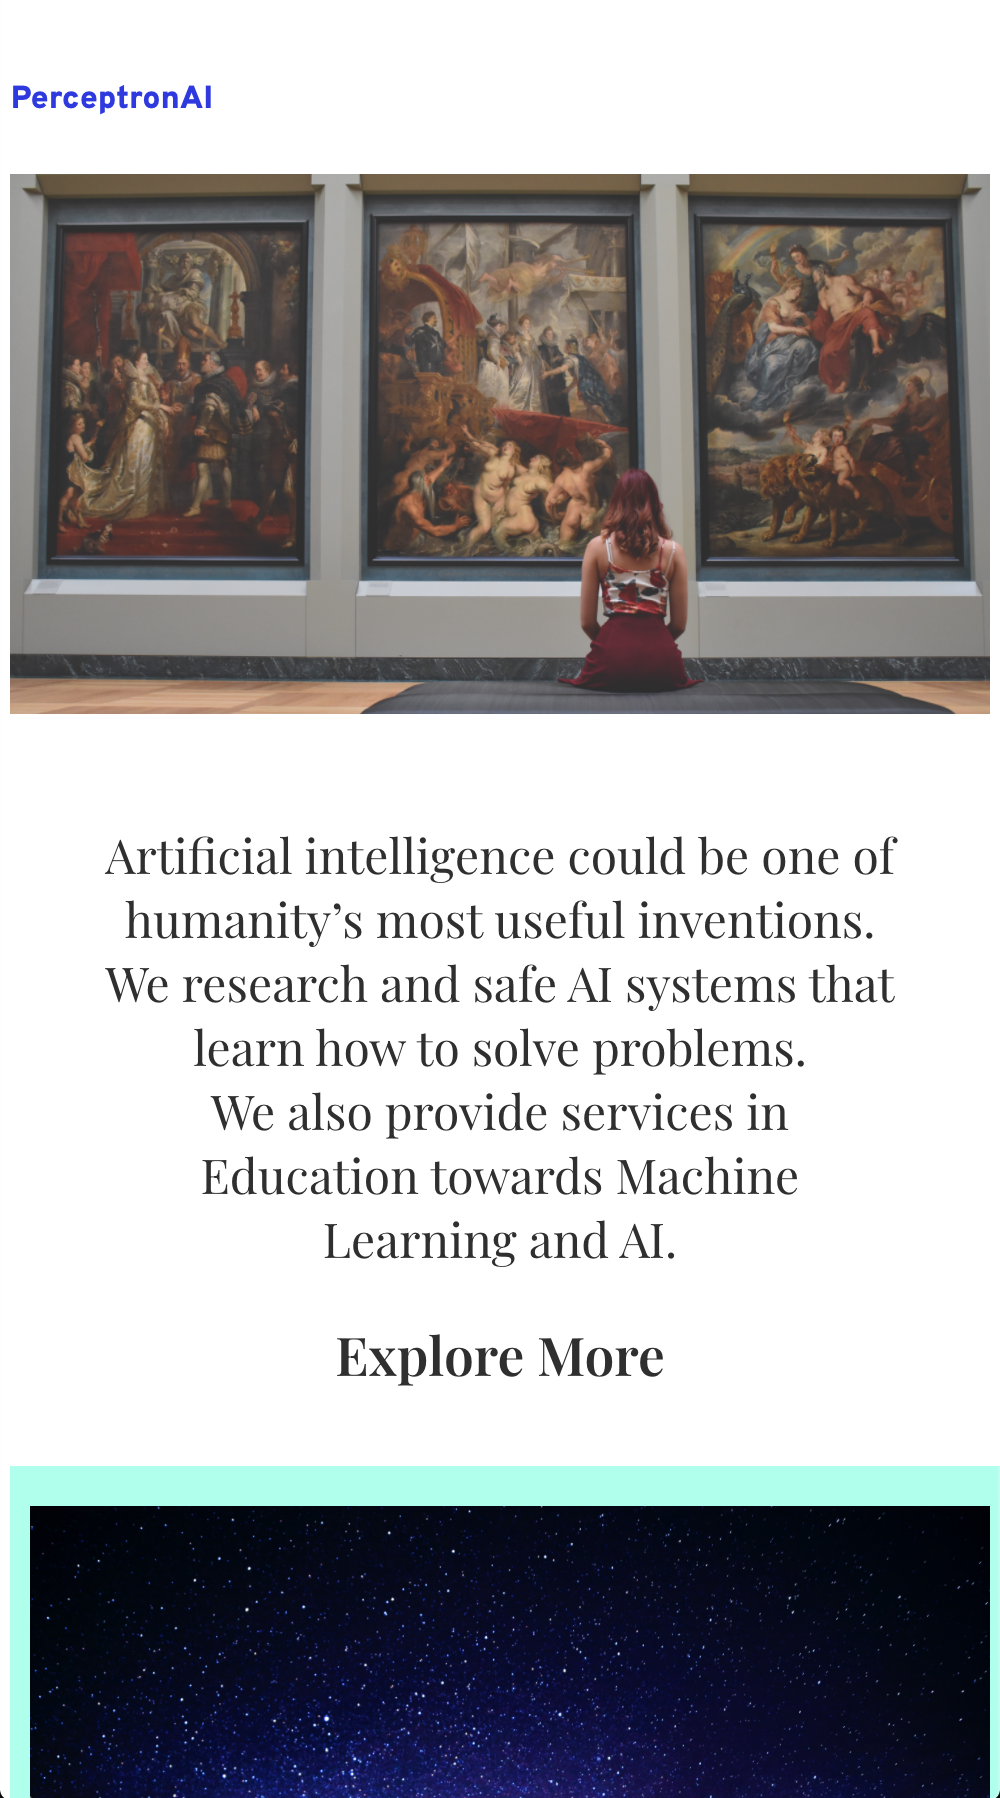 PerceptronAI
Artificial intelligence could be one of
humanity’s most useful inventions.
We research and safe AI systems that
learn how to solve problems.
We also provide services in
Education towards Machine
Learning and AI.
Explore More